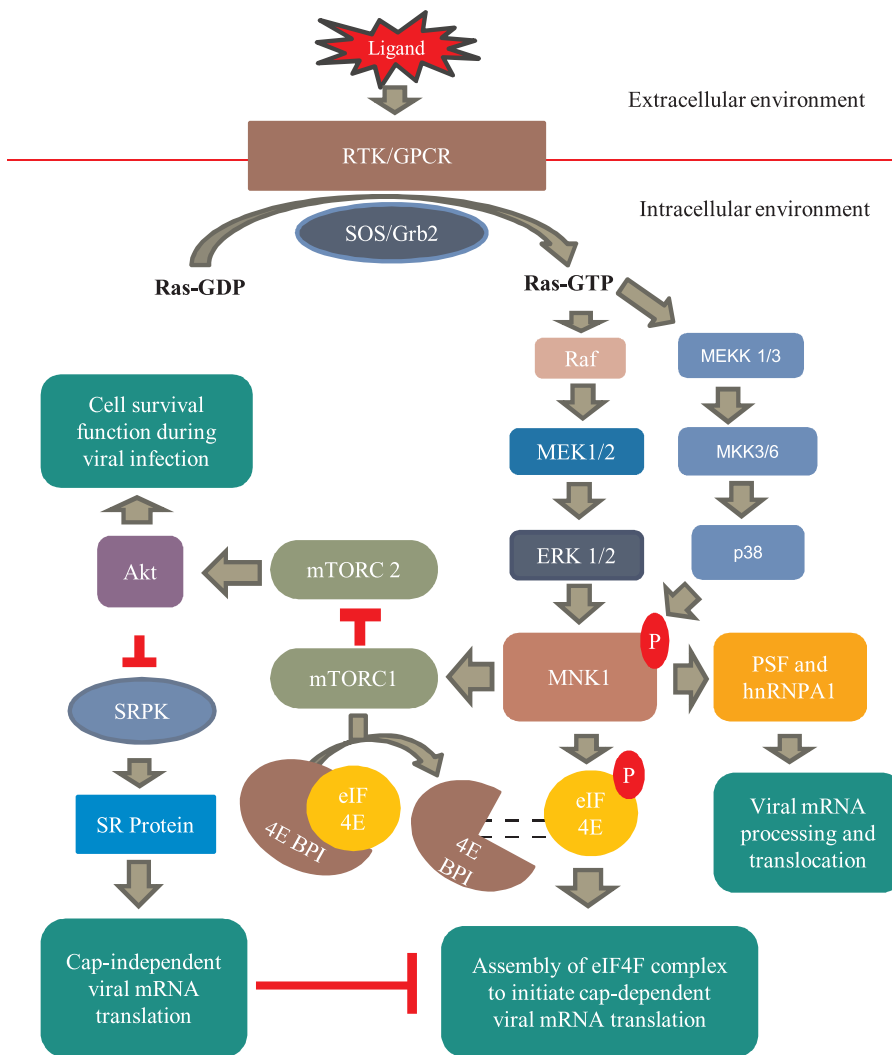 Ligand
Extracellular environment
RTK/GPCR
Intracellular environment
SOS/Grb2
Ras-GDP
Ras-GTP
Raf
MEKK 1/3
Cell survival
function during
viral infection
MEK1/2
MKK3/6
Akt
mTORC 2
ERK 1/2
p38
P
mTORC1
MNK1
PSF and
hnRNPA1
SRPK
P
eIF
4E
4E BPI
eIF
4E
4E
BPI
SR Protein
Viral mRNA
processing and
translocation
Cap-independent
viral mRNA
translation
Assembly of eIF4F complex
to initiate cap-dependent
viral mRNA translation